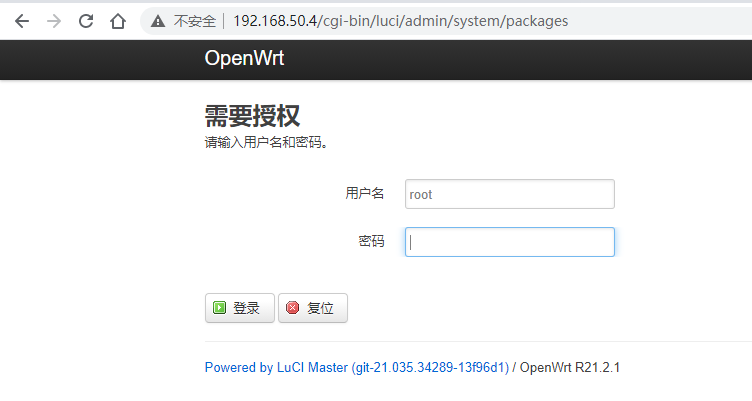 不安全 192.168.50.4/cgi-bin/luci/admin/system/packages
OpenWrt
需要授权
请输入用户名和密码。
用户名 root
密码
登录 复位
Powered by LuCI Master (git-21.035.34289-13f96d1) / OpenWrt R21.2.1